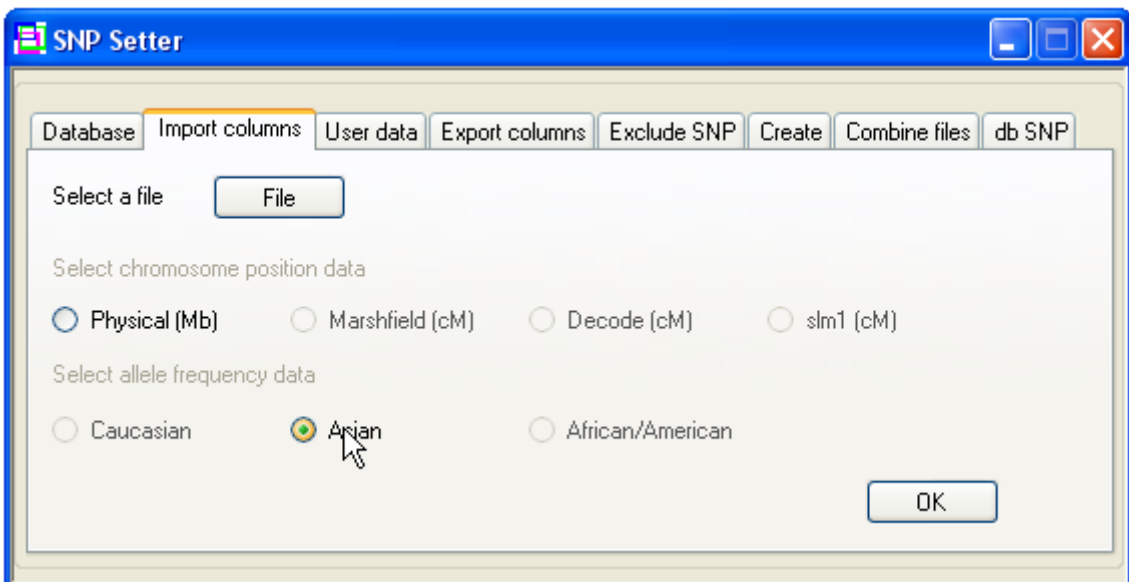 SNP Setter
Database Import columns User data Export columns Exclude SNP Create Combine files db SNP
Select a file File
Select chromosome position data
Physical (Mb) Marshfield (cM) Decode (cM) slm1 (cM)
Select allele frequency data
Caucasian Asian African/American
OK